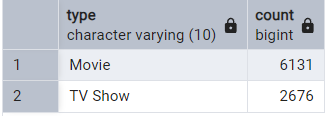 type count
character varying (10) bigint
1 Movie 6131
2 TV Show 2676